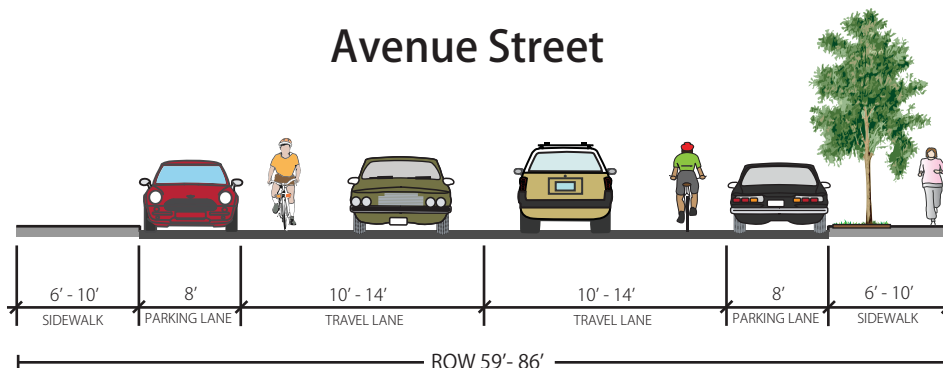 Avenue Street
6’ - 10’ 8’ 10’ - 14’ 10’ - 14’ 8’ 6’ - 10’
SIDEWALK PARKING LANE TRAVEL LANE TRAVEL LANE PARKING LANE SIDEWALK
ROW 59’- 86’